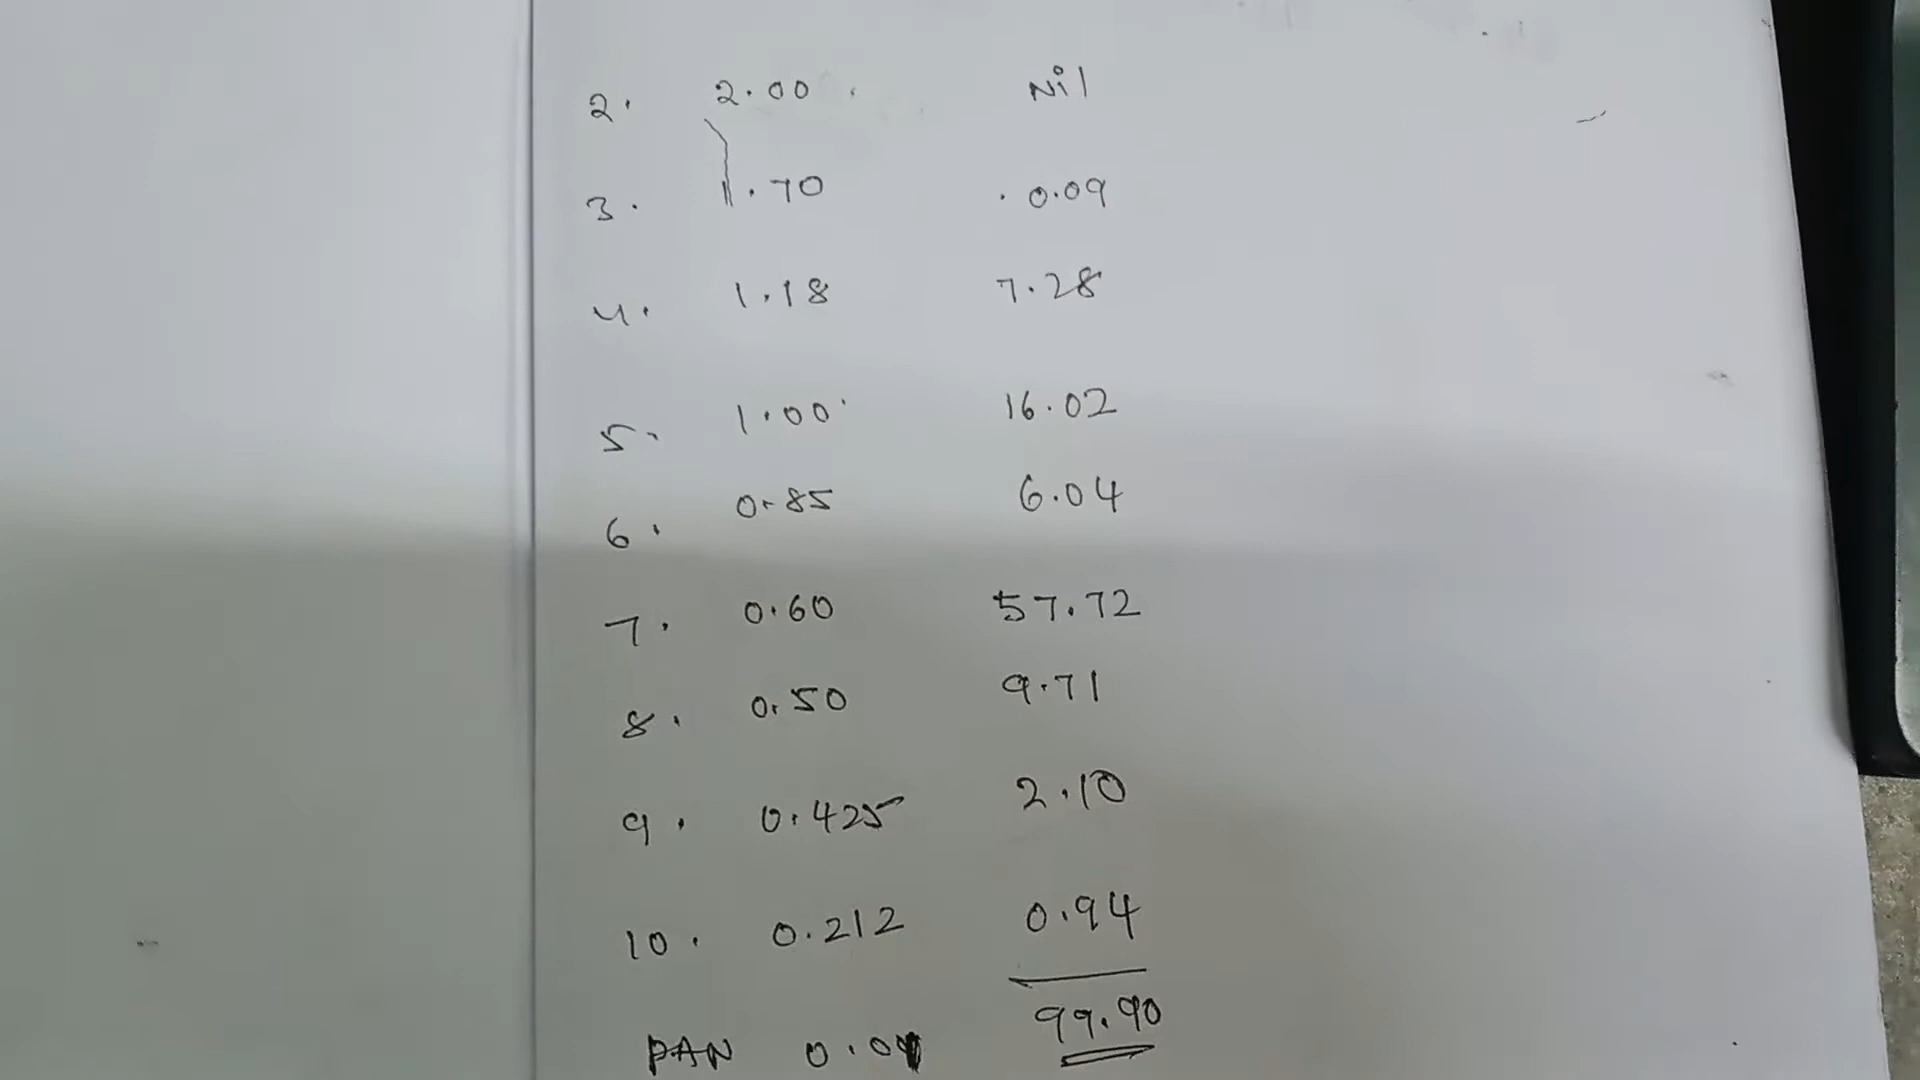 2. 2.00 Nil
3. 1.70 0.09
4. 1.18 7.28
5. 1.00 16.02
6. 0.85 6.04
7. 0.60 57.72
8. 0.50 9.71
9. 0.425 2.10
10. 0.212 0.94
99.90
PAN